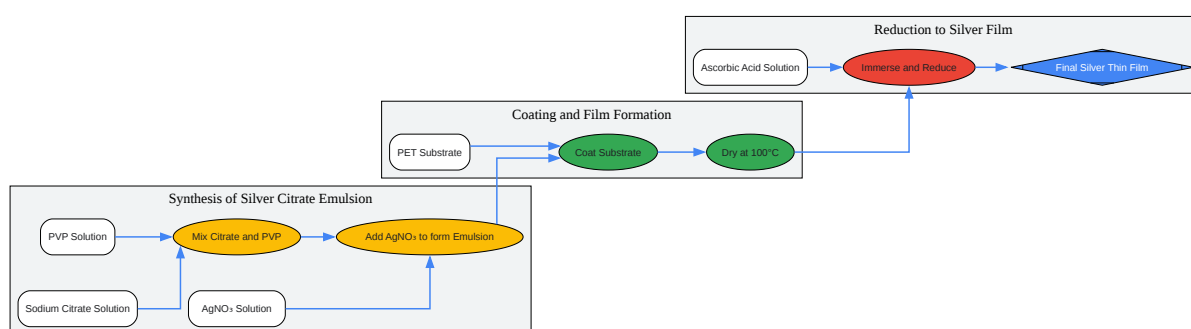 Reduction to Silver Film
Ascorbic Acid Solution
Immerse and Reduce
Final Silver Thin Film
Coating and Film Formation
PET Substrate
Coat Substrate
Dry at 100°C
Synthesis of Silver Citrate Emulsion
PVP Solution
Mix Citrate and PVP
Add AgNO₃ to form Emulsion
Sodium Citrate Solution
AgNO₃ Solution